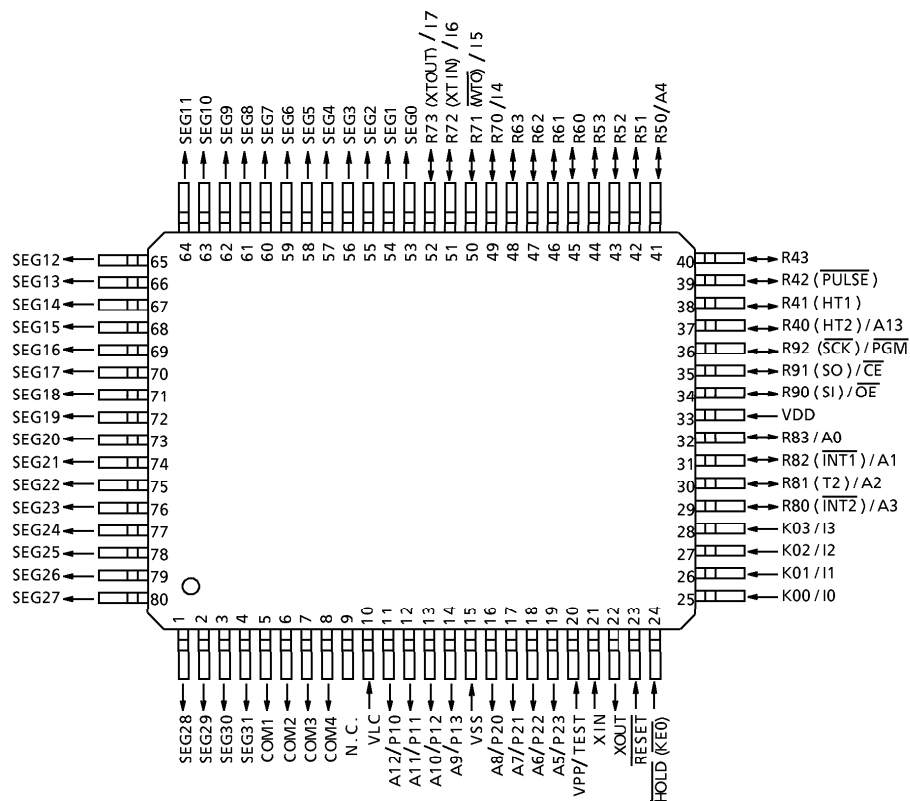 SEG11
SEG10
SEG9
SEG8
SEG7
SEG6
SEG5
SEG4
SEG3
SEG2
SEG1
SEG0
R73 (XTOUT) / I7
R72 (XTIN) / I6
R71 (WTO) / I5
R70 / I4
R63
R62
R61
R60
R53
R52
R51
R50/A4
64 63 62 61 60 59 58 57 56 55 54 53 52 51 50 49 48 47 46 45 44 43 42 41
SEG12 65
SEG13 66
SEG14 67
SEG15 68
SEG16 69
SEG17 70
SEG18 71
SEG19 72
SEG20 73
SEG21 74
SEG22 75
SEG23 76
SEG24 77
SEG25 78
SEG26 79
SEG27 80
40 R43
39 R42 (PULSE)
38 R41 (HT1)
37 R40 (HT2) / A13
36 R92 (SCK) / PGM
35 R91 (SO) / CE
34 R90 (SI) / OE
33 VDD
32 R83 / A0
31 R82 (INT1) / A1
30 R81 (T2) / A2
29 R80 (INT2) / A3
28 K03 / I3
27 K02 / I2
26 K01 / I1
25 K00 / I0
1 2 3 4 5 6 7 8 9 10 11 12 13 14 15 16 17 18 19 20 21 22 23 24
SEG28
SEG29
SEG30
SEG31
COM1
COM2
COM3
COM4
N. C.
VLC
A12/P10
A11/P11
A10/P12
A9/P13
VSS
A8/P20
A7/P21
A6/P22
A5/P23
VPP/TEST
XIN
XOUT
RESET
HOLD (KE0)